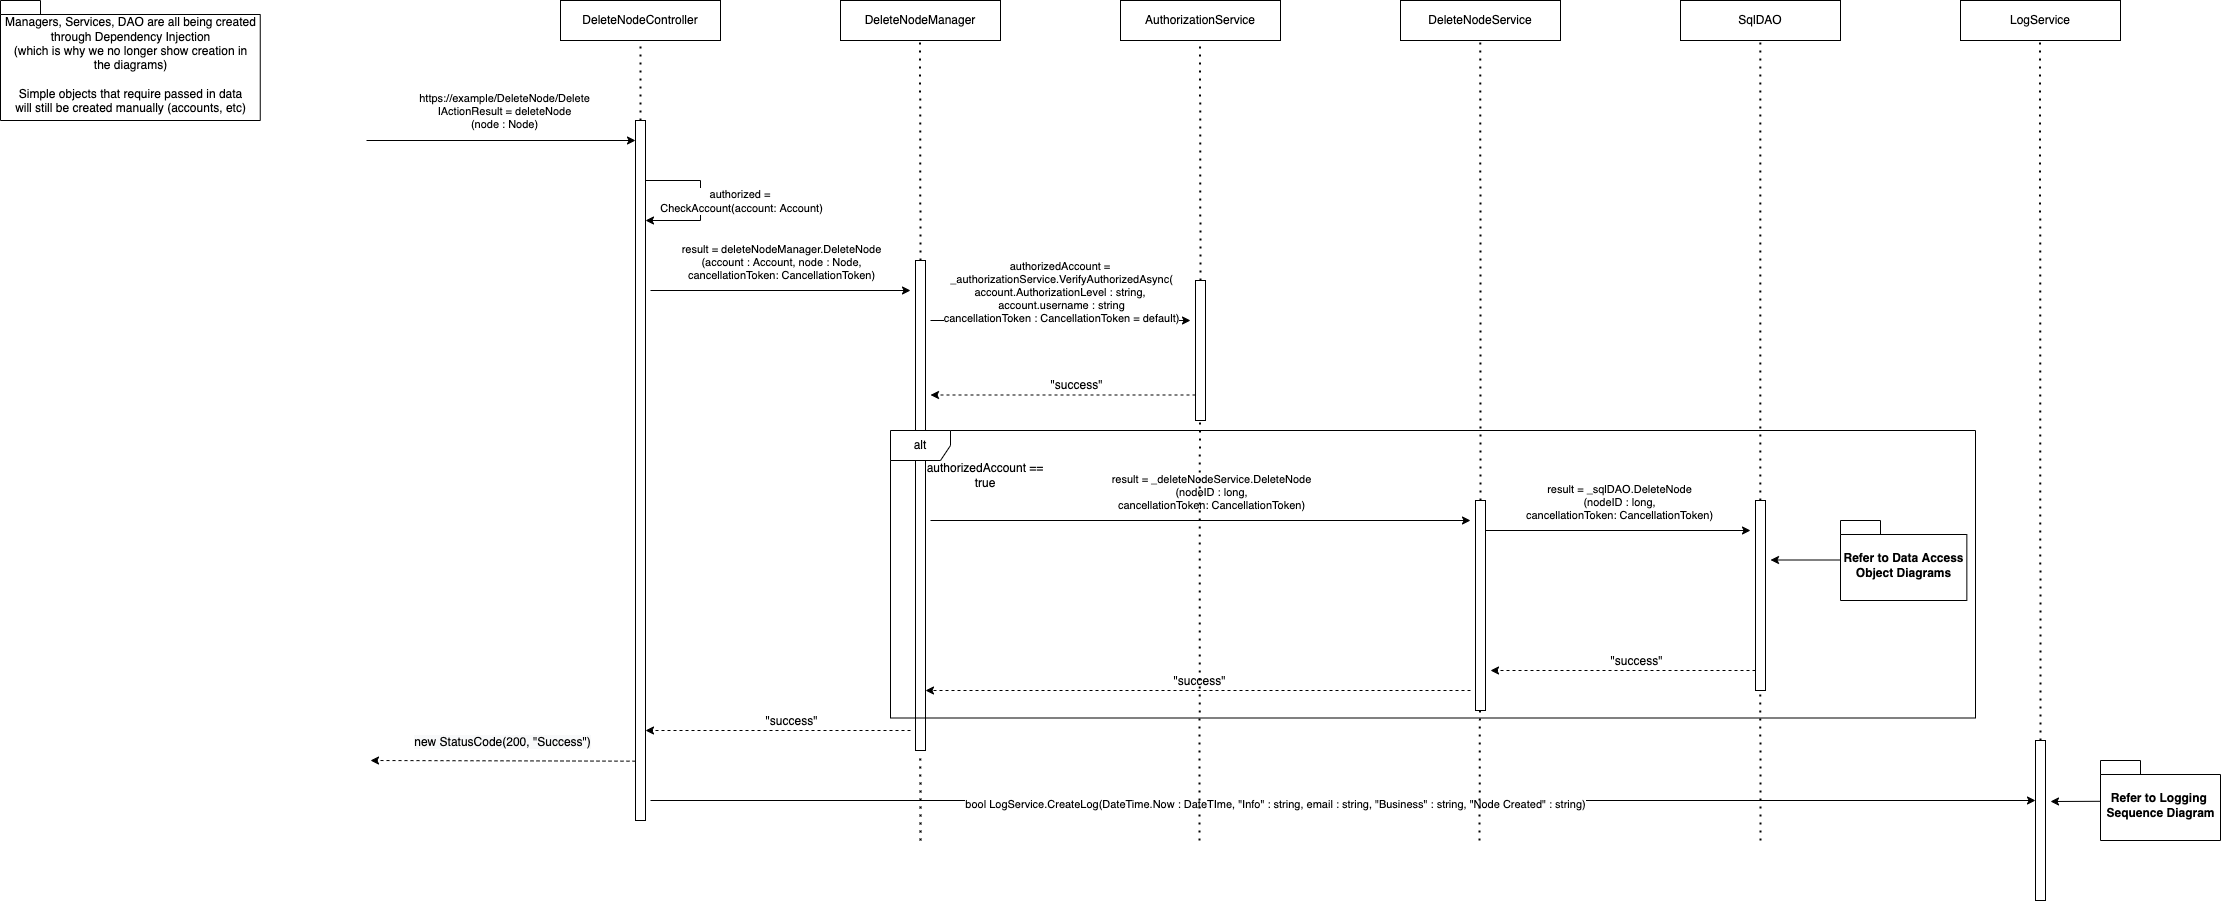 Managers, Services, DAO are all being created
through Dependency Injection
(which is why we no longer show creation in
the diagrams)
Simple objects that require passed in data
will still be created manually (accounts, etc)
DeleteNodeController
DeleteNodeManager
AuthorizationService
DeleteNodeService
SqlDAO
LogService
https://example/DeleteNode/Delete
IActionResult = deleteNode
(node : Node)
authorized =
CheckAccount(account: Account)
result = deleteNodeManager.DeleteNode
(account : Account, node : Node,
cancellationToken: CancellationToken)
authorizedAccount =
_authorizationService.VerifyAuthorizedAsync(
account.AuthorizationLevel : string,
account.username : string
cancellationToken : CancellationToken = default)
"success"
alt
authorizedAccount ==
true
result = _deleteNodeService.DeleteNode
(nodeID : long,
cancellationToken: CancellationToken)
result = _sqlDAO.DeleteNode
(nodeID : long,
cancellationToken: CancellationToken)
Refer to Data Access
Object Diagrams
"success"
"success"
"success"
new StatusCode(200, "Success")
bool LogService.CreateLog(DateTime.Now : DateTIme, "Info" : string, email : string, "Business" : string, "Node Created" : string)
Refer to Logging
Sequence Diagram